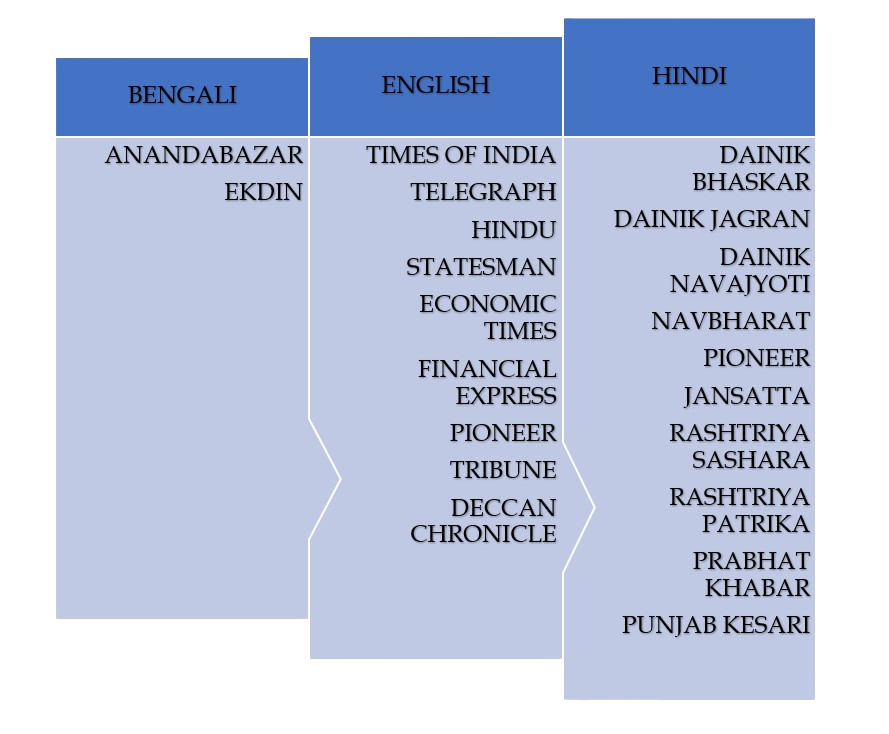 BENGALI
ANANDABAZAR
EKDIN
ENGLISH
TIMES OF INDIA
TELEGRAPH
HINDU
STATESMAN
ECONOMIC
TIMES
FINANCIAL
EXPRESS
PIONEER
TRIBUNE
DECCAN
CHRONICLE
HINDI
DAINIK
BHASKAR
DAINIK JAGRAN
DAINIK
NAVAJYOTI
NAVBHARAT
PIONEER
JANSATTA
RASHTRIYA
SASHARA
RASHTRIYA
PATRIKA
PRABHAT
KHABAR
PUNJAB KESARI